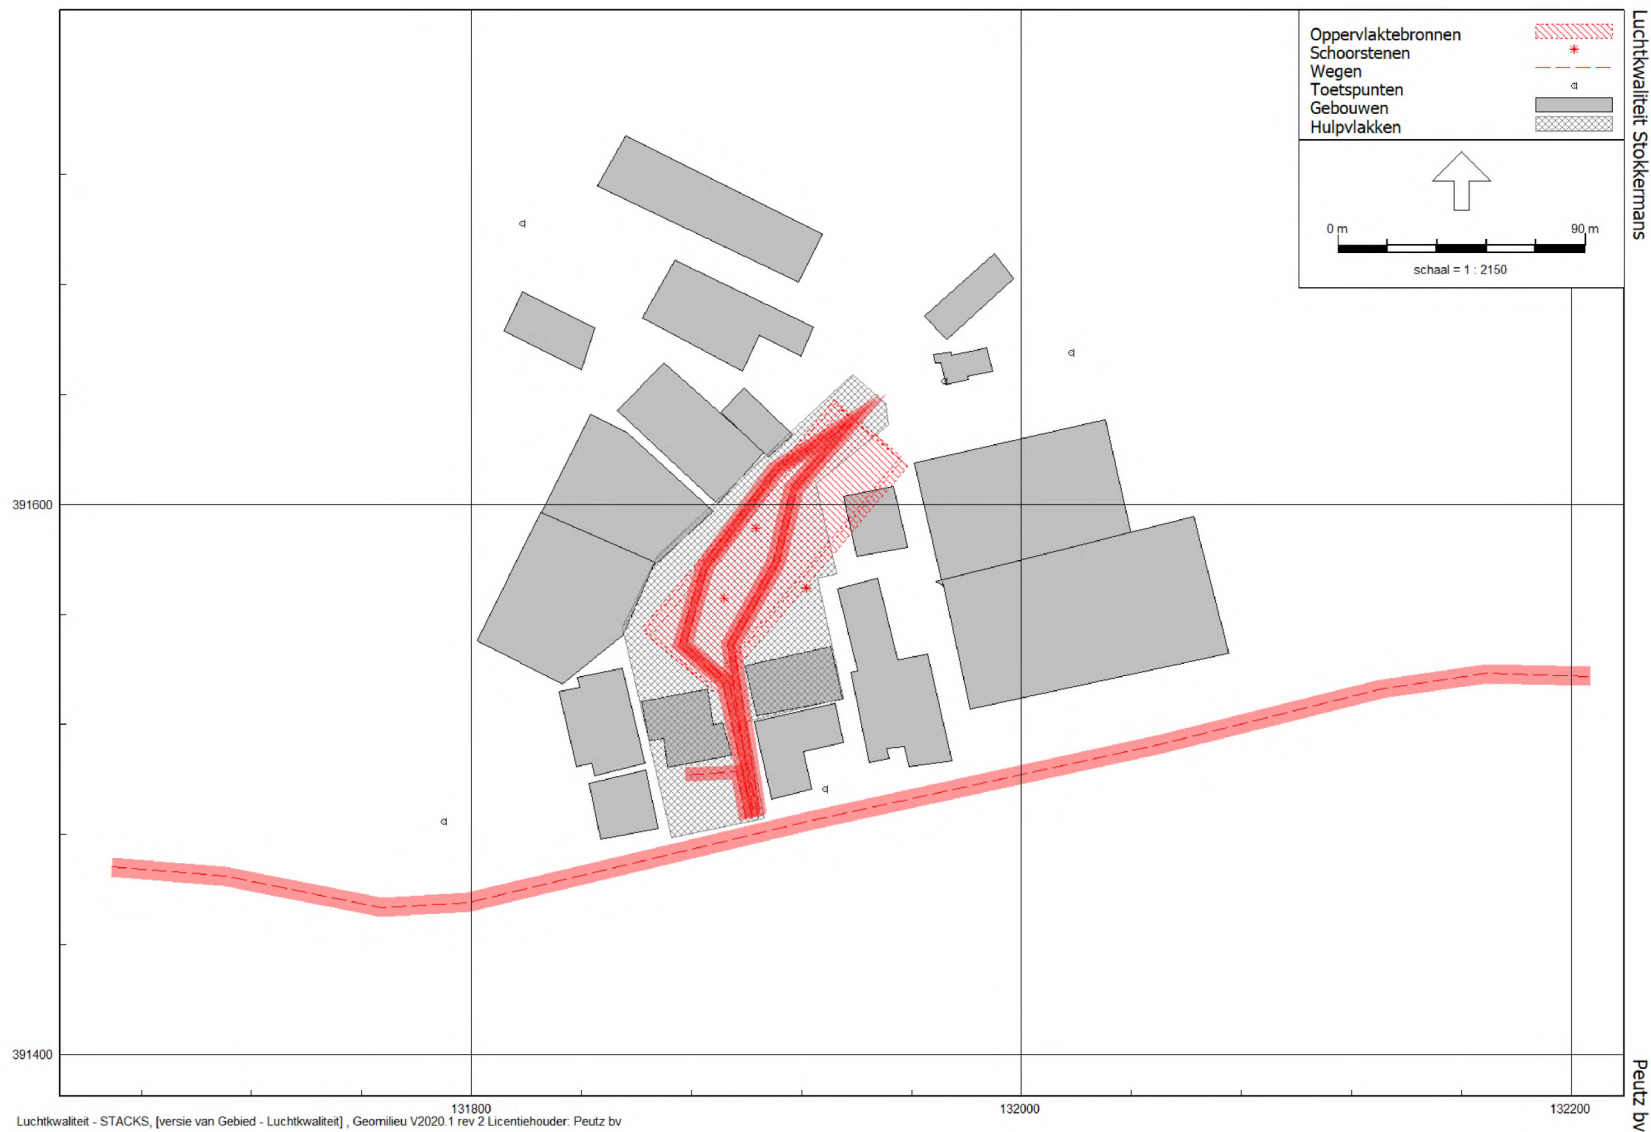 Oppervlaktebronnen
Schoorstenen
Wegen
Toetspunten
Gebouwen
Hulpvlakken
0 m
90 m
schaal = 1 : 2150
Luchtkwaliteit Stokkermans
391600
391400
131800
132000
132200
Peutz bv
Luchtkwaliteit - STACKS, [versie van Gebied - Luchtkwaliteit] , Geomilieu V2020.1 rev 2 Licentiehouder: Peutz bv